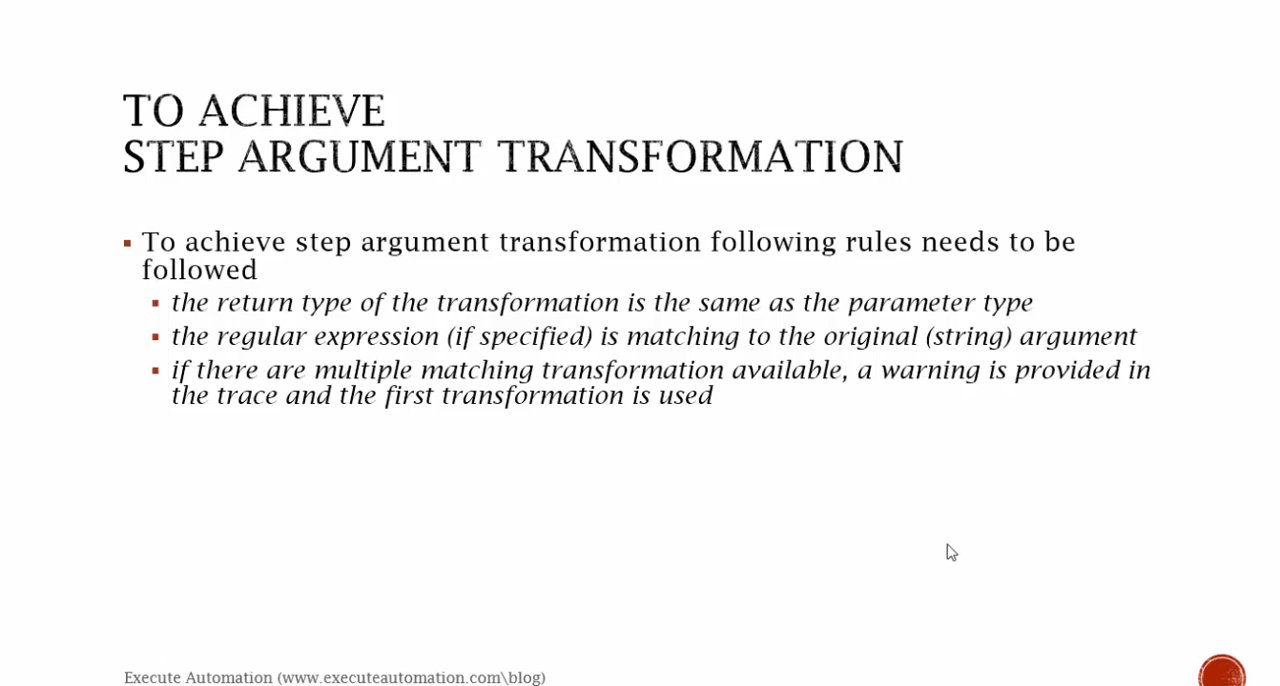 TO ACHIEVE
STEP ARGUMENT TRANSFORMATION
To achieve step argument transformation following rules needs to be
followed
the return type of the transformation is the same as the parameter type
the regular expression (if specified) is matching to the original (string) argument
if there are multiple matching transformation available, a warning is provided in
the trace and the first transformation is used
Execute Automation (www.executeautomation.com\blog)